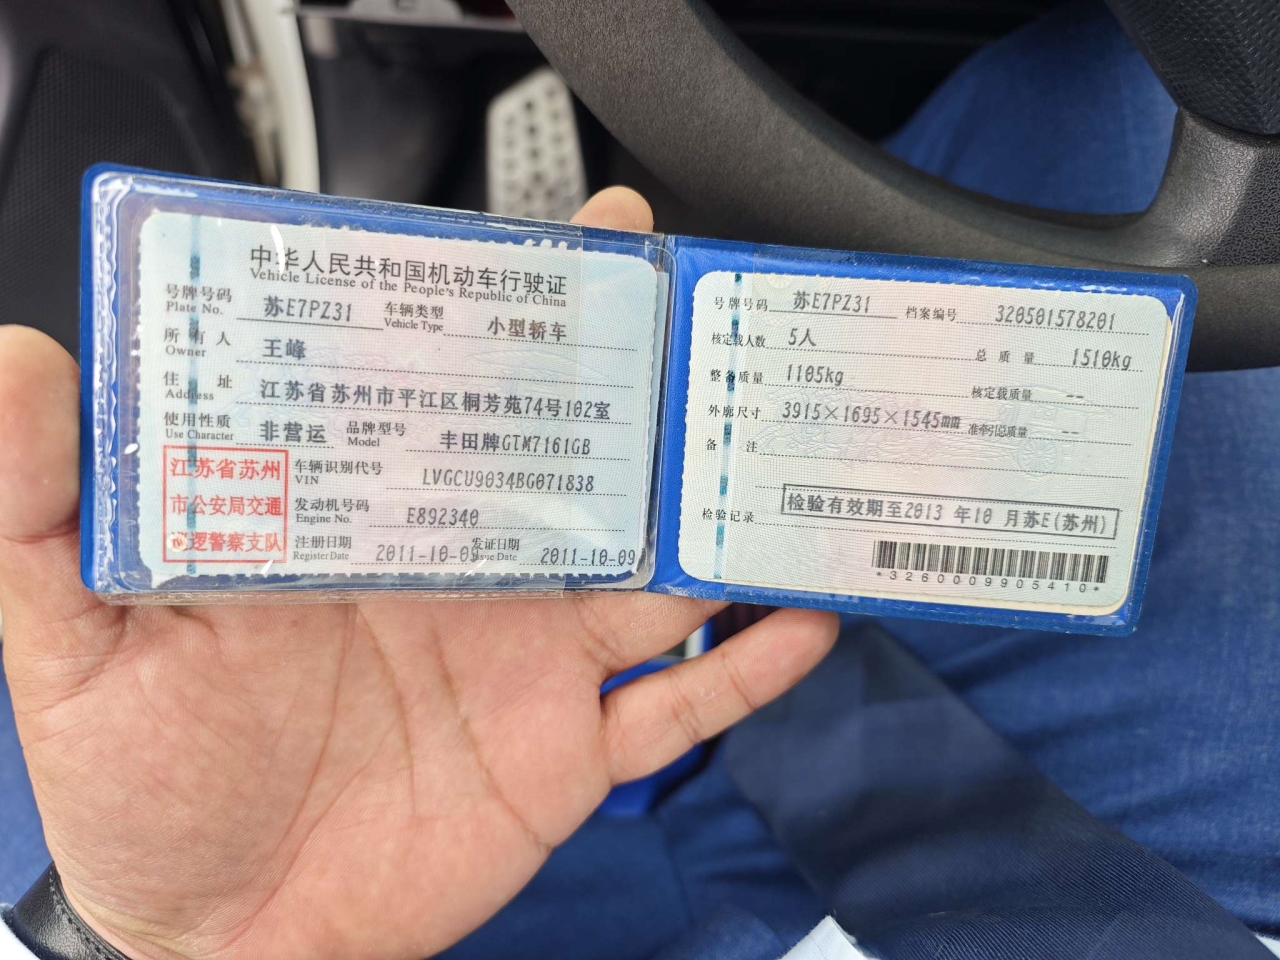 中华人民共和国机动车行驶证
Vehicle License of the People's Republic of China
号牌号码 苏E7PZ31 车辆类型 小型轿车
Plate No. Vehicle Type
所有人 王峰
Owner
住址 江苏省苏州市平江区桐芳苑74号102室
Address
使用性质 非营运 品牌型号 丰田牌GTM7161GB
Use Character Model
江苏省苏州
市公安局交通
巡逻警察支队
车辆识别代号 LVGCU9034BG071838
VIN
发动机号码 E892340
Engine No.
注册日期 2011-10-09 发证日期 2011-10-09
Register Date Issue Date
号牌号码 苏E7PZ31 档案编号 320501578201
核定载人数 5人 总质量 1510kg
整备质量 1105kg 核定载质量 --
外廓尺寸 3915×1695×1545mm 准牵引总质量 --
备注
检验记录 检验有效期至2013 年10 月苏E(苏州)
*3260009905410*